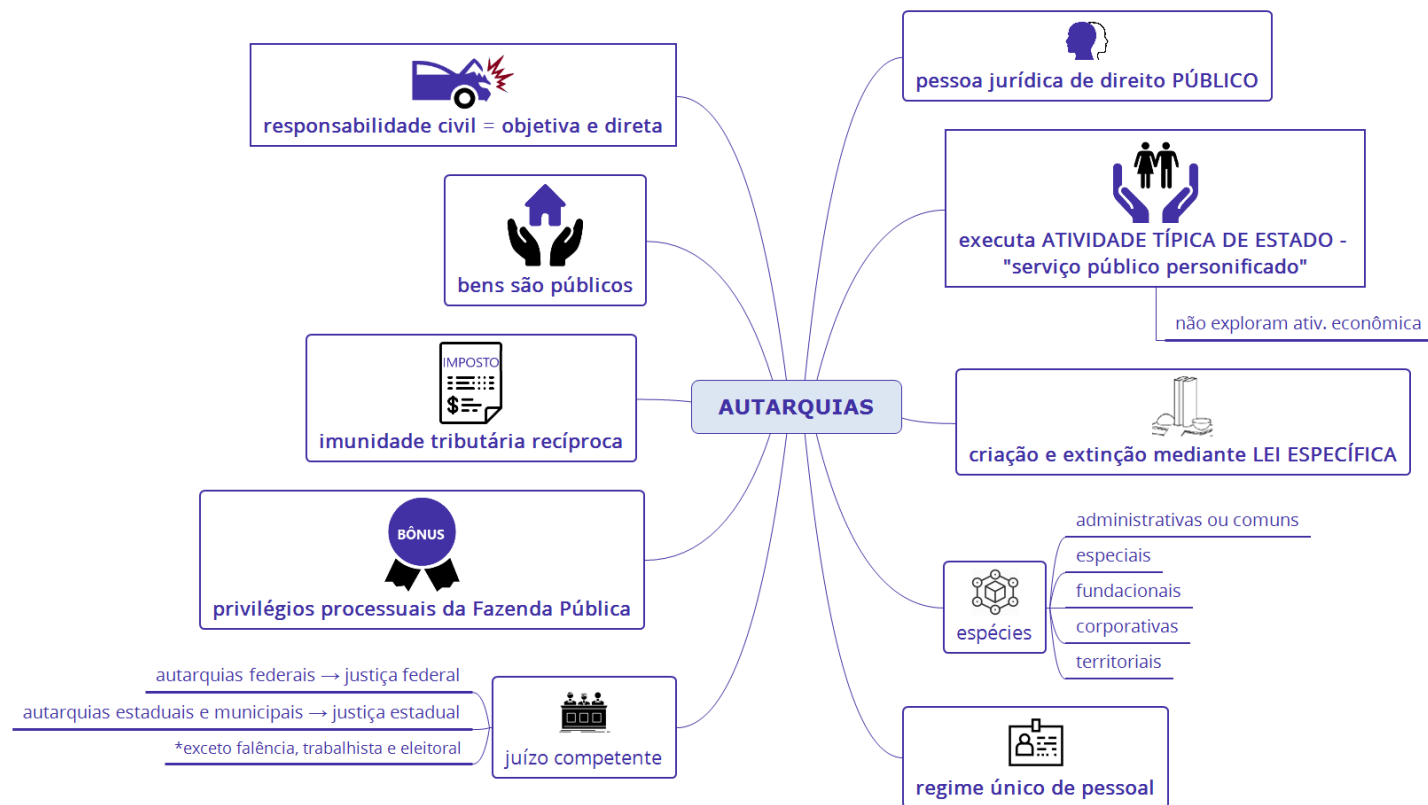 AUTARQUIAS
pessoa jurídica de direito PÚBLICO
executa ATIVIDADE TÍPICA DE ESTADO -
"serviço público personificado"
não exploram ativ. econômica
criação e extinção mediante LEI ESPECÍFICA
espécies
administrativas ou comuns
especiais
fundacionais
corporativas
territoriais
regime único de pessoal
responsabilidade civil = objetiva e direta
bens são públicos
IMPOSTO
$
imunidade tributária recíproca
BÔNUS
privilégios processuais da Fazenda Pública
juízo competente
autarquias federais → justiça federal
autarquias estaduais e municipais → justiça estadual
*exceto falência, trabalhista e eleitoral